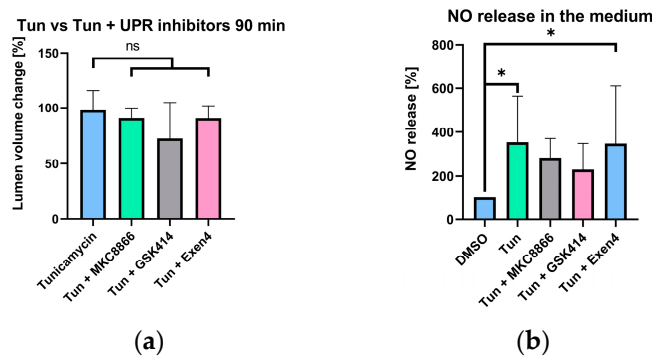 Tun vs Tun + UPR inhibitors 90 min
Lumen volume change [%]
150
100
50
0
ns
Tunicamycin
Tun + MKC8866
Tun + GSK414
Tun + Exen4
(a)
NO release in the medium
NO release [%]
800
600
400
200
0
*
*
DMSO
Tun
Tun + MKC8866
Tun + GSK414
Tun + Exen4
(b)